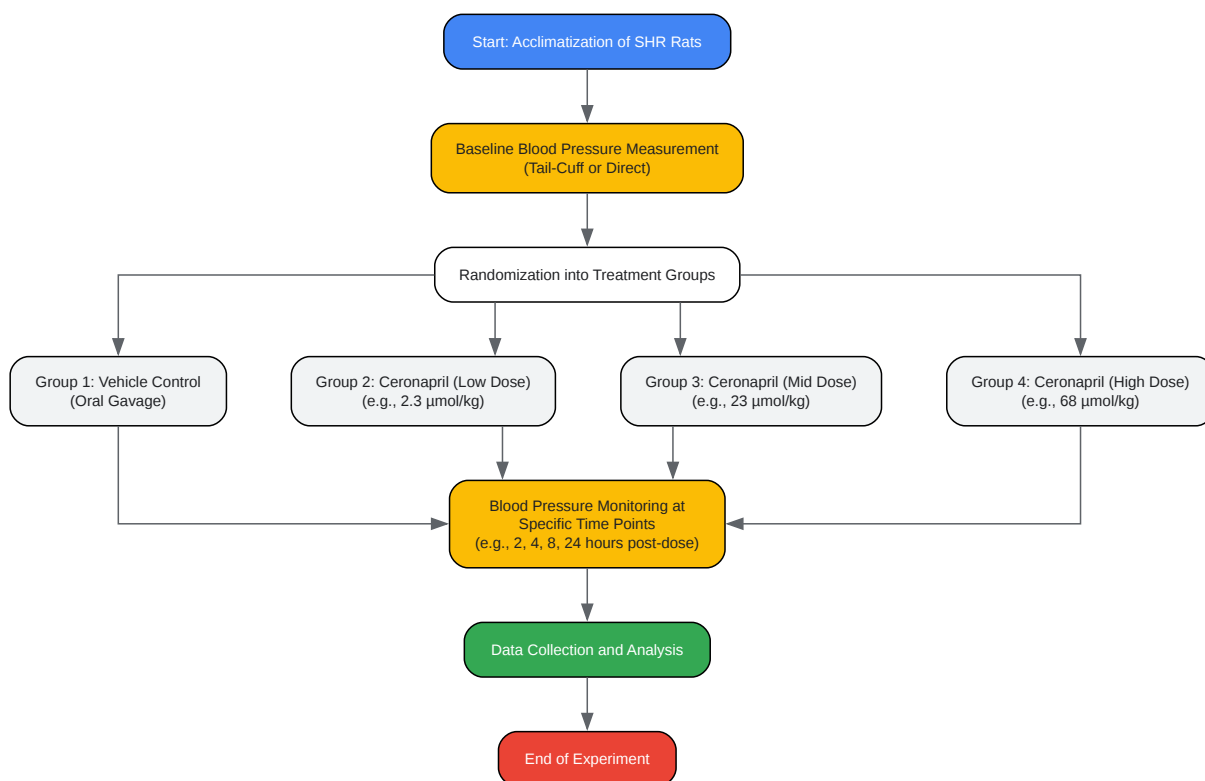 Start: Acclimatization of SHR Rats
Baseline Blood Pressure Measurement
(Tail-Cuff or Direct)
Randomization into Treatment Groups
Group 1: Vehicle Control
(Oral Gavage)
Group 2: Ceronapril (Low Dose)
(e.g., 2.3 µmol/kg)
Group 3: Ceronapril (Mid Dose)
(e.g., 23 µmol/kg)
Group 4: Ceronapril (High Dose)
(e.g., 68 µmol/kg)
Blood Pressure Monitoring at
Specific Time Points
(e.g., 2, 4, 8, 24 hours post-dose)
Data Collection and Analysis
End of Experiment